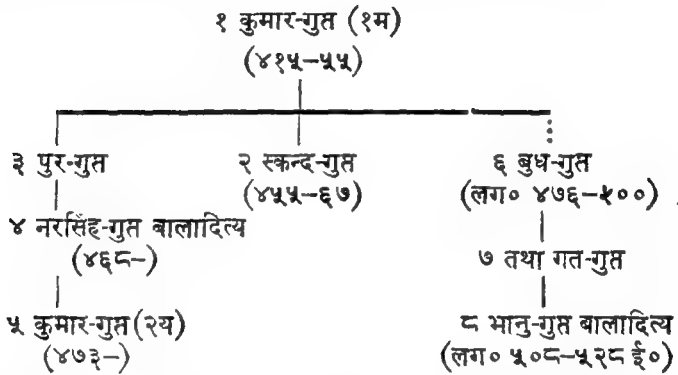 १ कुमार-गुप्त (१म)
(४१५–५५)
३ पुर-गुप्त
२ स्कन्द-गुप्त
(४५५–६७)
६ बुध-गुप्त
(लग० ४७६–५००)
४ नरसिंह-गुप्त बालादित्य
(४६८–)
७ तथा गत-गुप्त
५ कुमार-गुप्त(२य)
(४७३–)
८ भानु-गुप्त बालादित्य
(लग० ५०८–५२८ ई०)